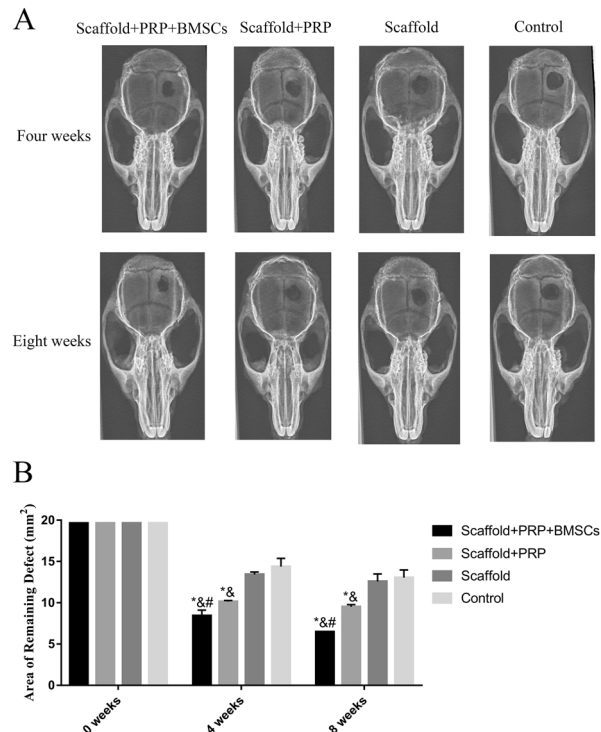 A
Scaffold+PRP+BMSCs
Scaffold+PRP
Scaffold
Control
Four weeks
Eight weeks
B
Area of Remaining Defect (mm²)
20
15
10
5
0
*&#
*&
*&#
*&
0 weeks
4 weeks
8 weeks
Scaffold+PRP+BMSCs
Scaffold+PRP
Scaffold
Control